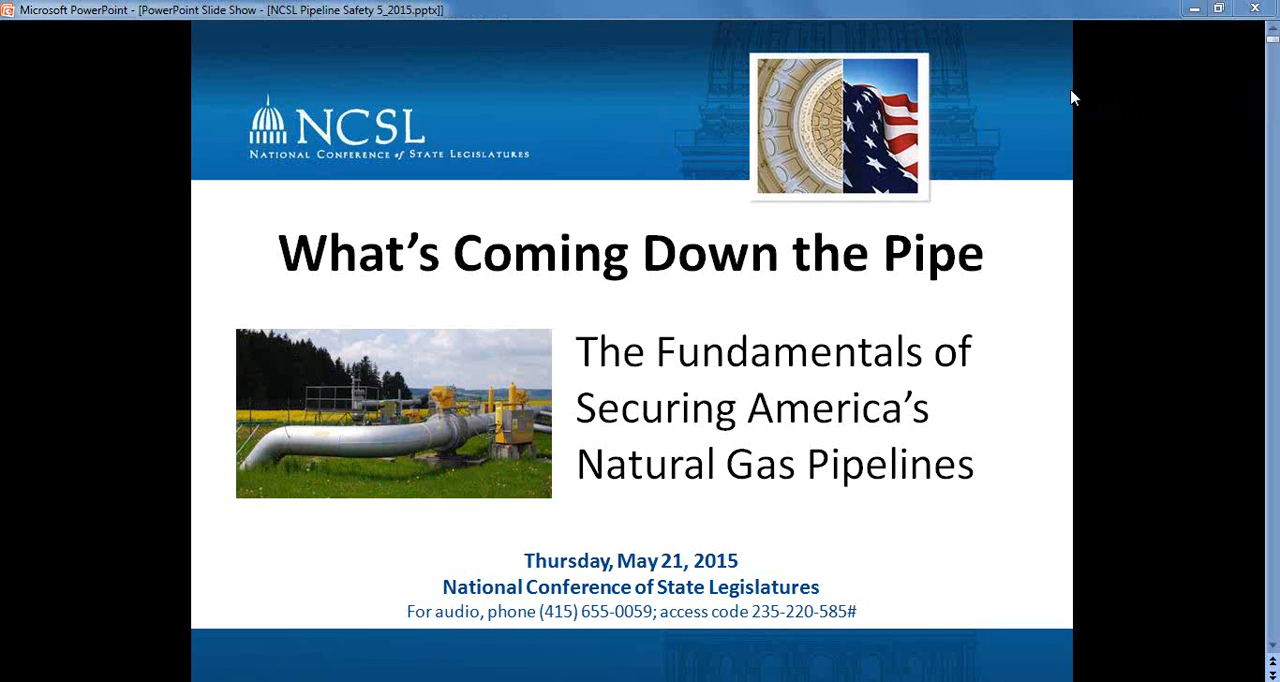 Microsoft PowerPoint - [PowerPoint Slide Show - [NCSL Pipeline Safety 5_2015.pptx]]
NCSL
NATIONAL CONFERENCE of STATE LEGISLATURES
What's Coming Down the Pipe
The Fundamentals of
Securing America's
Natural Gas Pipelines
Thursday, May 21, 2015
National Conference of State Legislatures
For audio, phone (415) 655-0059; access code 235-220-585#